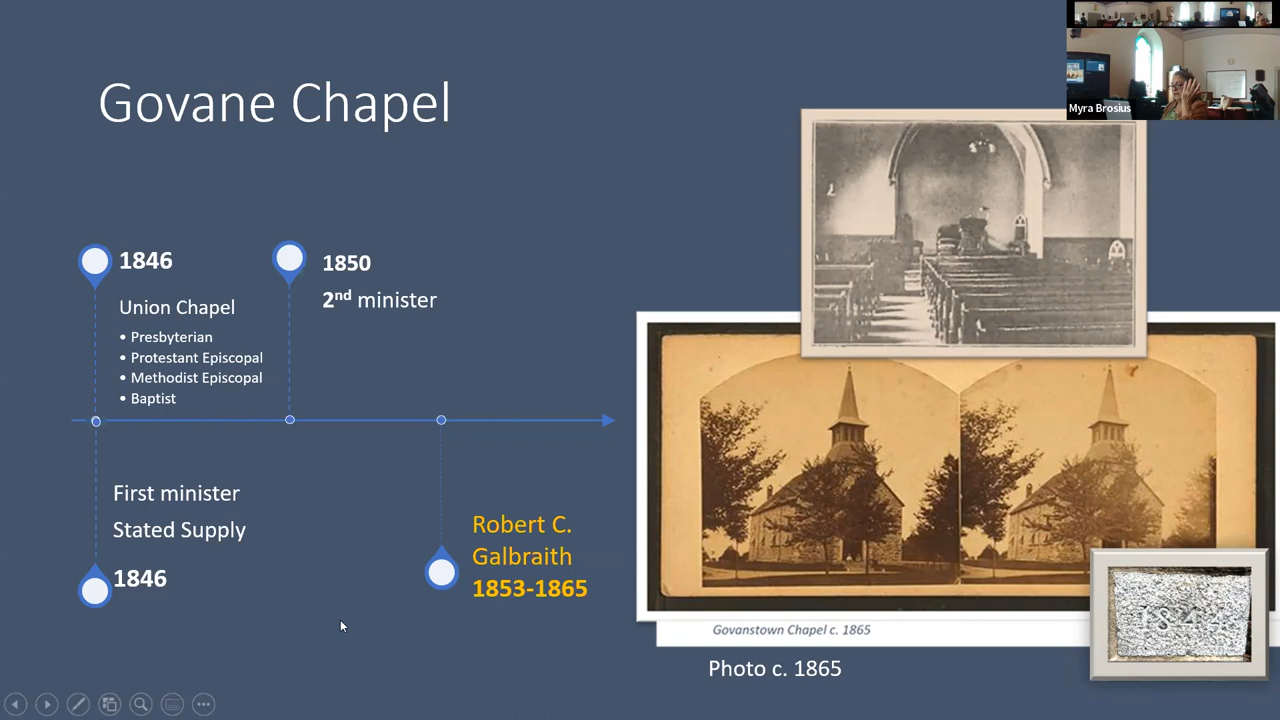 Govane Chapel
Myra Brosius
1846
Union Chapel
• Presbyterian
• Protestant Episcopal
• Methodist Episcopal
• Baptist
1850
2nd minister
First minister
Stated Supply
1846
Robert C.
Galbraith
1853-1865
Govanstown Chapel c. 1865
1844
Photo c. 1865